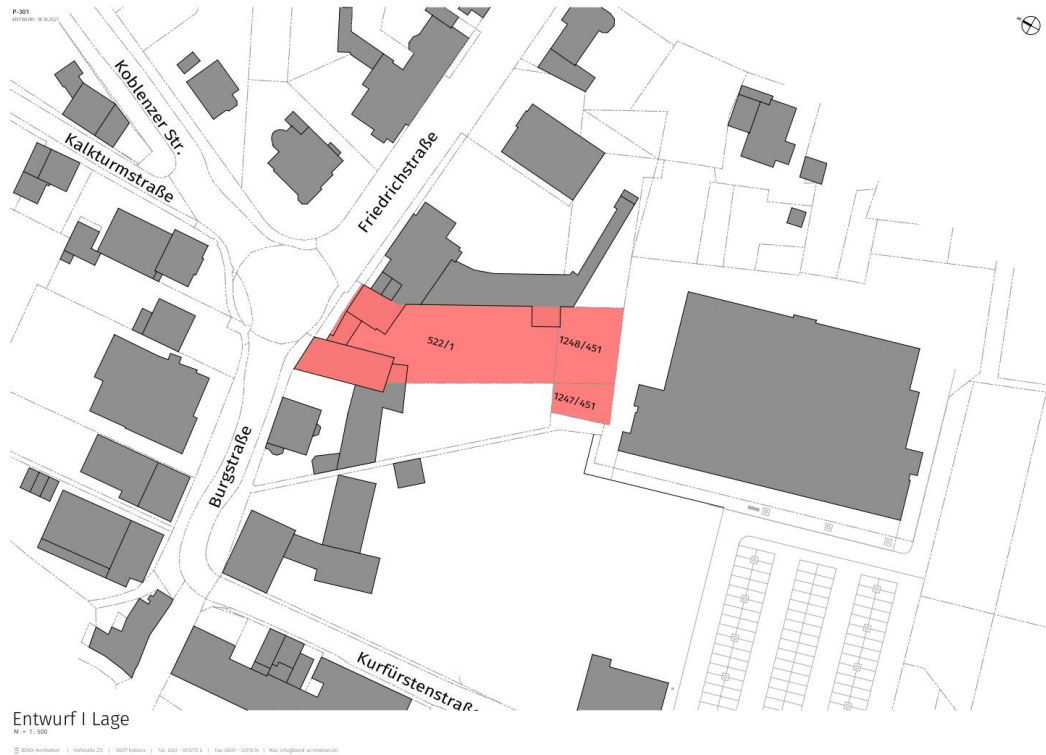 P-301
Koblenzer Str.
Kalkturmstraße
Friedrichstraße
522/1
1248/451
1247/451
Burgstraße
Kurfürstenstraße
Entwurf I Lage
M • 1 : 500